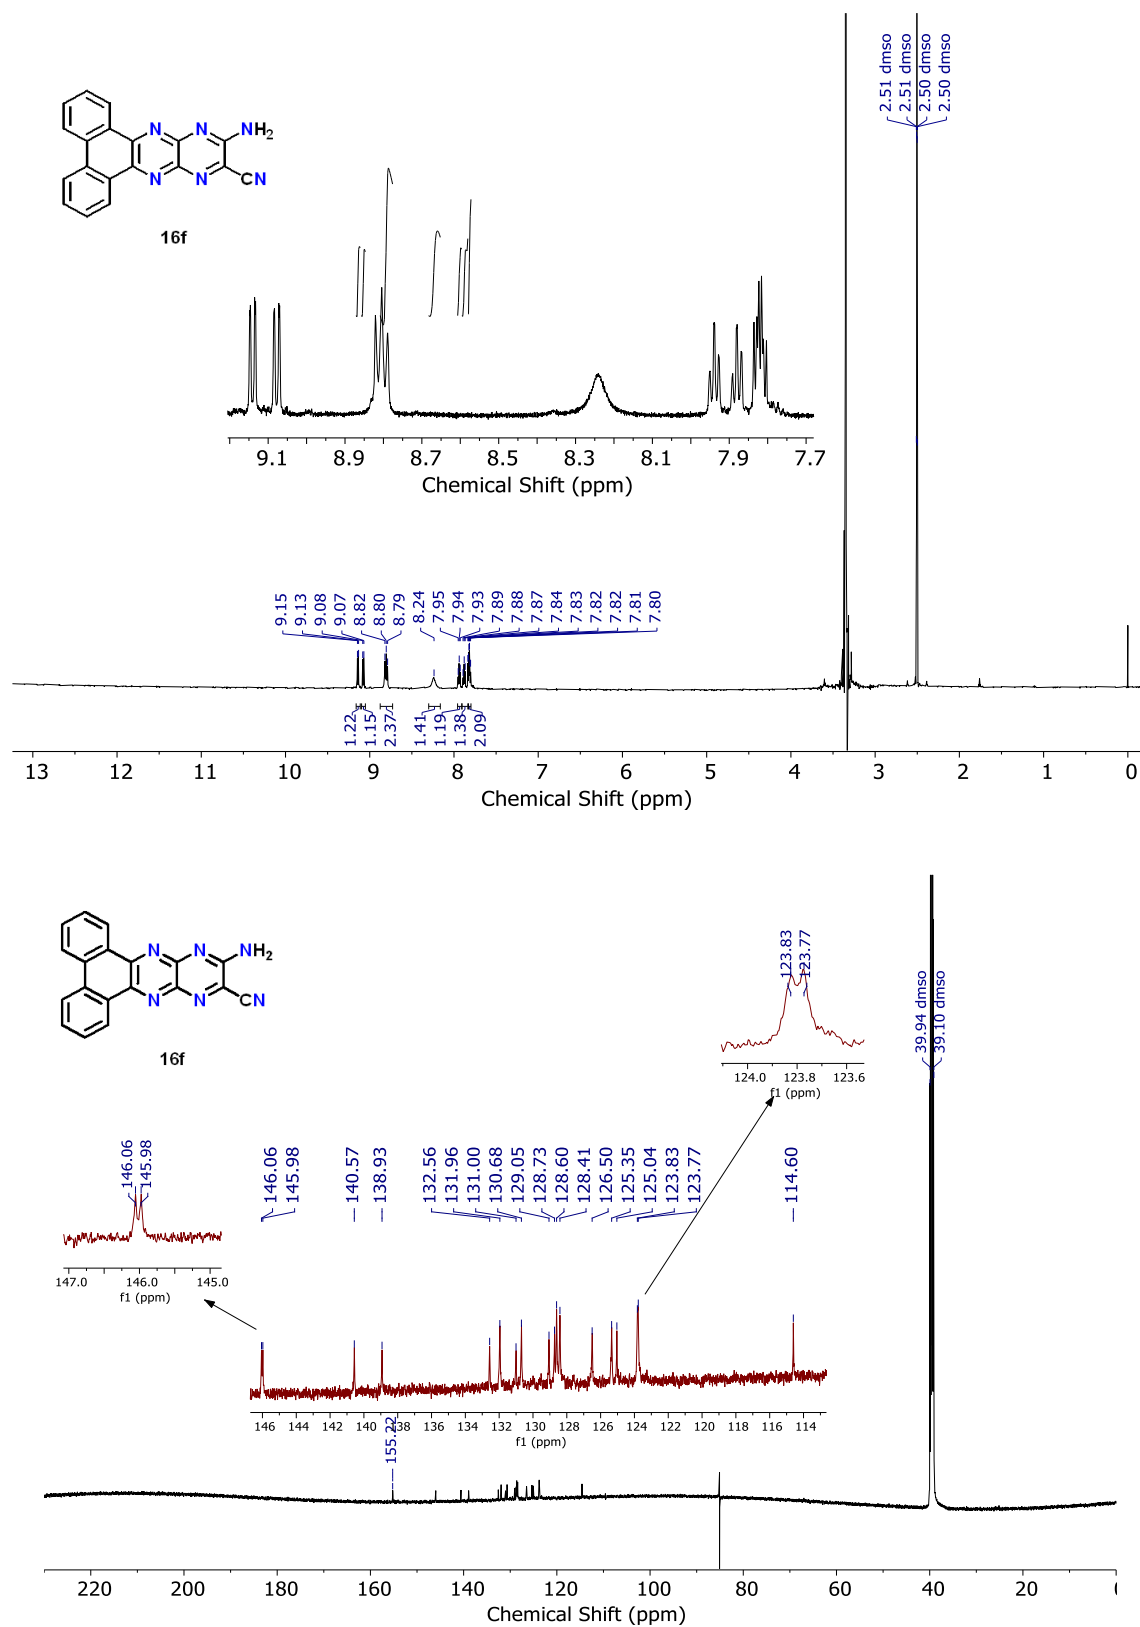 2.51 dmso
2.51 dmso
2.50 dmso
2.50 dmso
N N NH2
N N CN
16f
9.1 8.9 8.7 8.5 8.3 8.1 7.9 7.7
Chemical Shift (ppm)
9.15
9.13
9.08
9.07
8.82
8.80
8.79
8.24
7.95
7.94
7.93
7.89
7.88
7.87
7.84
7.83
7.82
7.82
7.81
7.80
1.22
1.15
2.37
1.41
1.19
1.38
2.09
13 12 11 10 9 8 7 6 5 4 3 2 1 0
Chemical Shift (ppm)
N N NH2
N N CN
16f
123.83
123.77
124.0 123.8 123.6
f1 (ppm)
39.94 dmso
39.10 dmso
146.06
145.98
147.0 146.0 145.0
f1 (ppm)
146.06
145.98
140.57
138.93
132.56
131.96
131.00
130.68
129.05
128.73
128.60
128.41
126.50
125.35
125.04
123.83
123.77
114.60
146 144 142 140 138 136 134 132 130 128 126 124 122 120 118 116 114
f1 (ppm)
155.22
220 200 180 160 140 120 100 80 60 40 20 0
Chemical Shift (ppm)